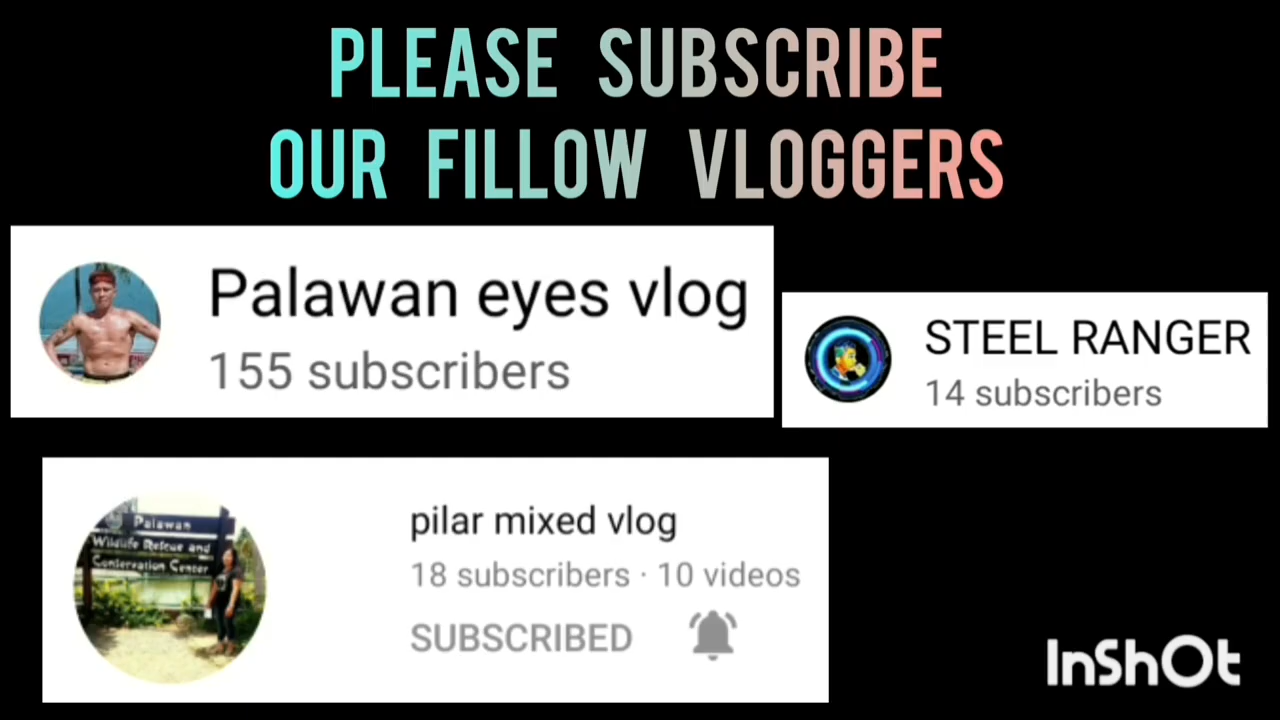 PLEASE SUBSCRIBE
OUR FILLOW VLOGGERS
Palawan eyes vlog
155 subscribers
STEEL RANGER
14 subscribers
Palawan
Wildlife Rescue and
Conservation Center
pilar mixed vlog
18 subscribers · 10 videos
SUBSCRIBED
InShOt